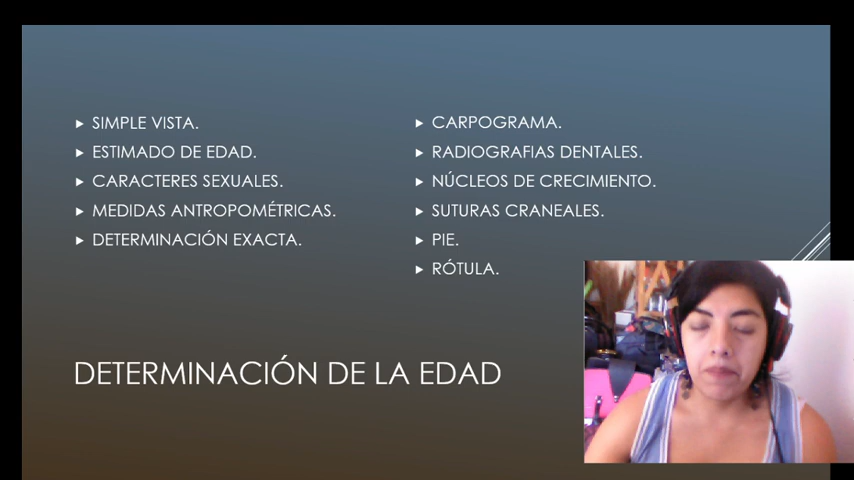 SIMPLE VISTA.
ESTIMADO DE EDAD.
CARACTERES SEXUALES.
MEDIDAS ANTROPOMÉTRICAS.
DETERMINACIÓN EXACTA.
CARPOGRAMA.
RADIOGRAFIAS DENTALES.
NÚCLEOS DE CRECIMIENTO.
SUTURAS CRANEALES.
PIE.
RÓTULA.
DETERMINACIÓN DE LA EDAD